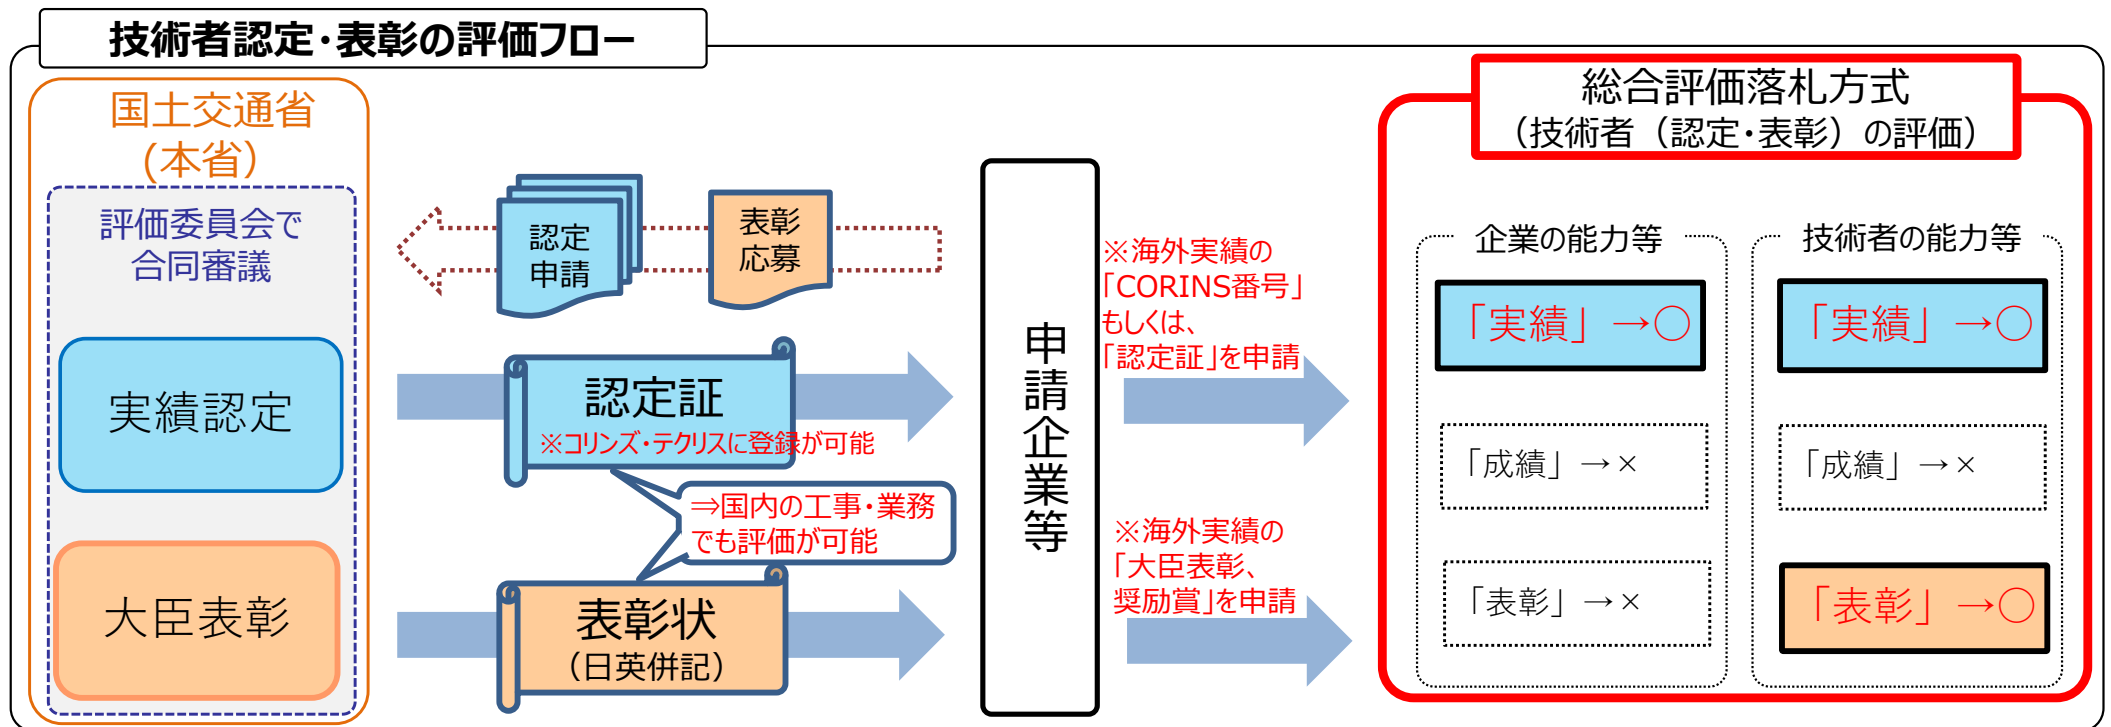 技術者認定・表彰の評価フロー
国土交通省
(本省)
評価委員会で
合同審議
実績認定
大臣表彰
認定
申請
表彰
応募
認定証
※コリンズ・テクリスに登録が可能
⇒国内の工事・業務
でも評価が可能
表彰状
（日英併記）
申請企業等
※海外実績の
「CORINS番号」
もしくは、
「認定証」を申請
※海外実績の
「大臣表彰、
奨励賞」を申請
総合評価落札方式
（技術者（認定・表彰）の評価）
企業の能力等
「実績」→○
「成績」→×
「表彰」→×
技術者の能力等
「実績」→○
「成績」→×
「表彰」→○